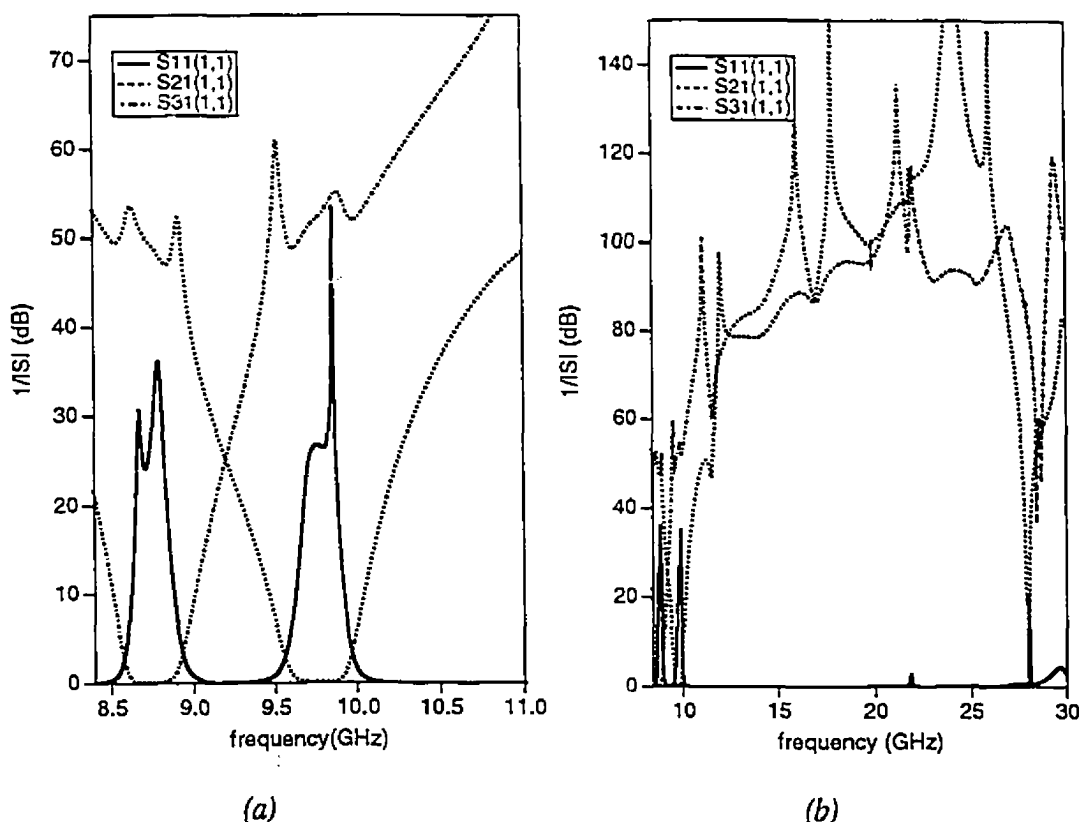 70
60
50
40
30
20
10
0
1/ISI (dB)
S11(1,1)
S21(1,1)
S31(1,1)
8.5
9.0
9.5
10.0
10.5
11.0
frequency(GHz)
(a)
140
120
100
80
60
40
20
0
1/ISI (dB)
S11(1,1)
S21(1,1)
S31(1,1)
10
15
20
25
30
frequency (GHz)
(b)